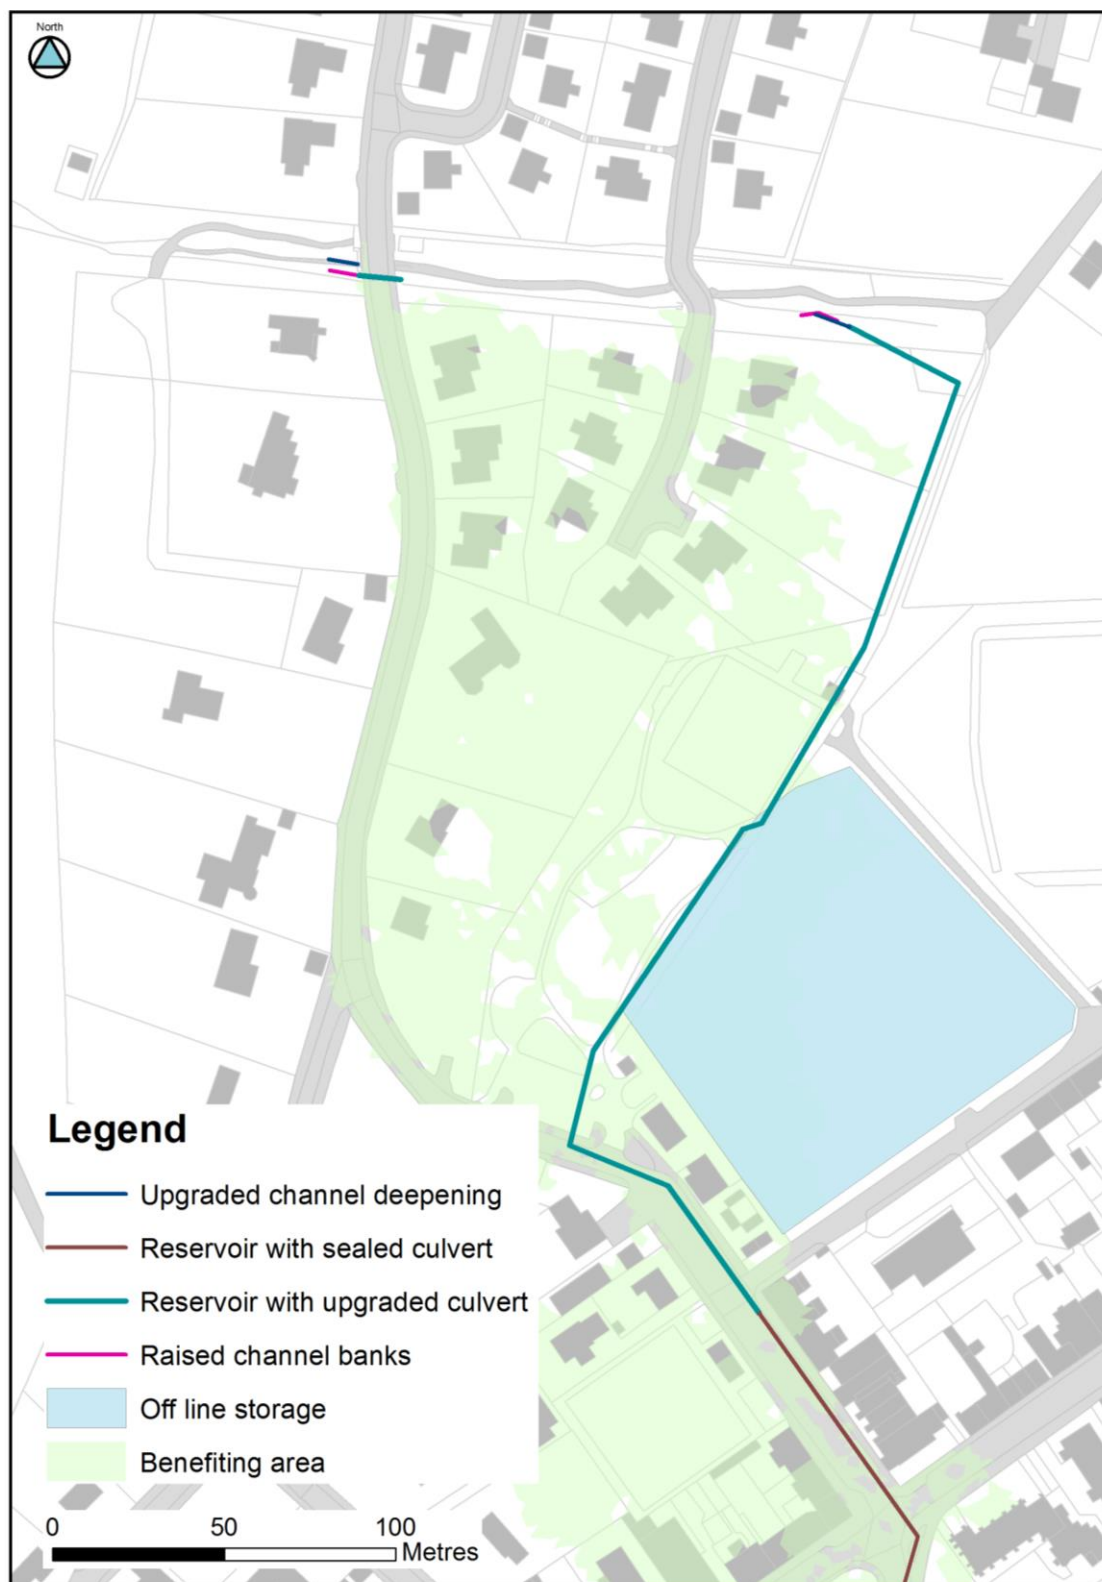 North
Legend
Upgraded channel deepening
Reservoir with sealed culvert
Reservoir with upgraded culvert
Raised channel banks
Off line storage
Benefiting area
0 50 100
Metres